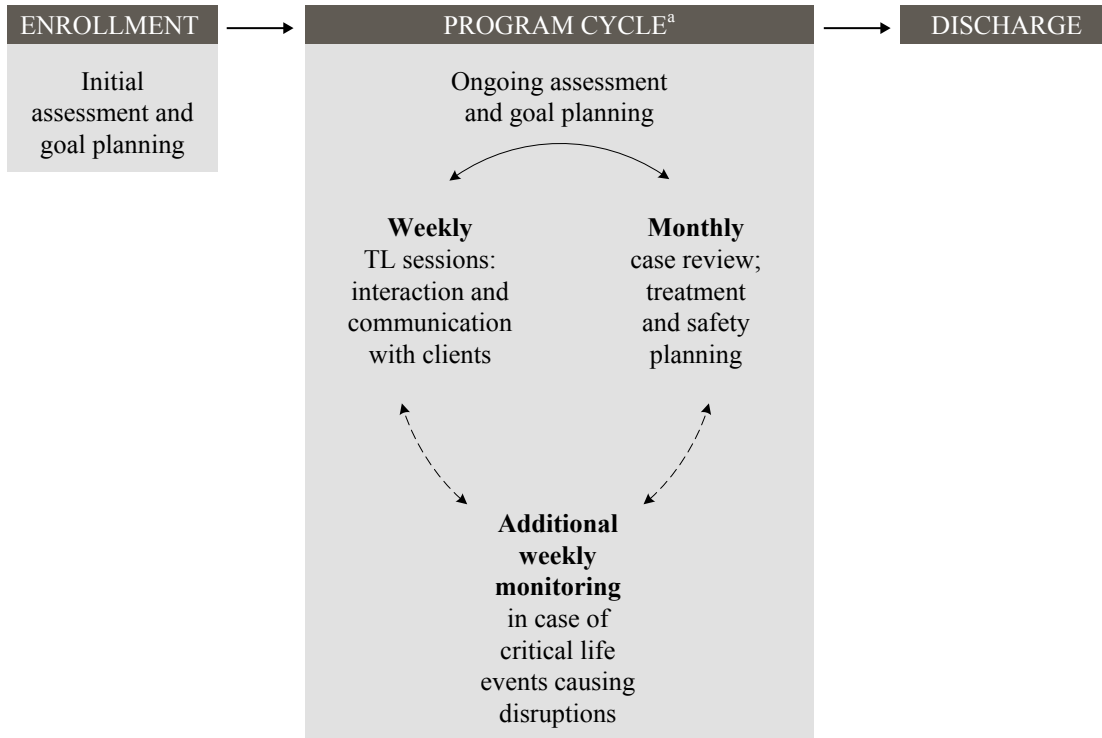 ENROLLMENT
Initial
assessment and
goal planning
PROGRAM CYCLEᵃ
Ongoing assessment
and goal planning
Weekly
TL sessions:
interaction and
communication
with clients
Monthly
case review;
treatment
and safety
planning
Additional
weekly
monitoring
in case of
critical life
events causing
disruptions
DISCHARGE